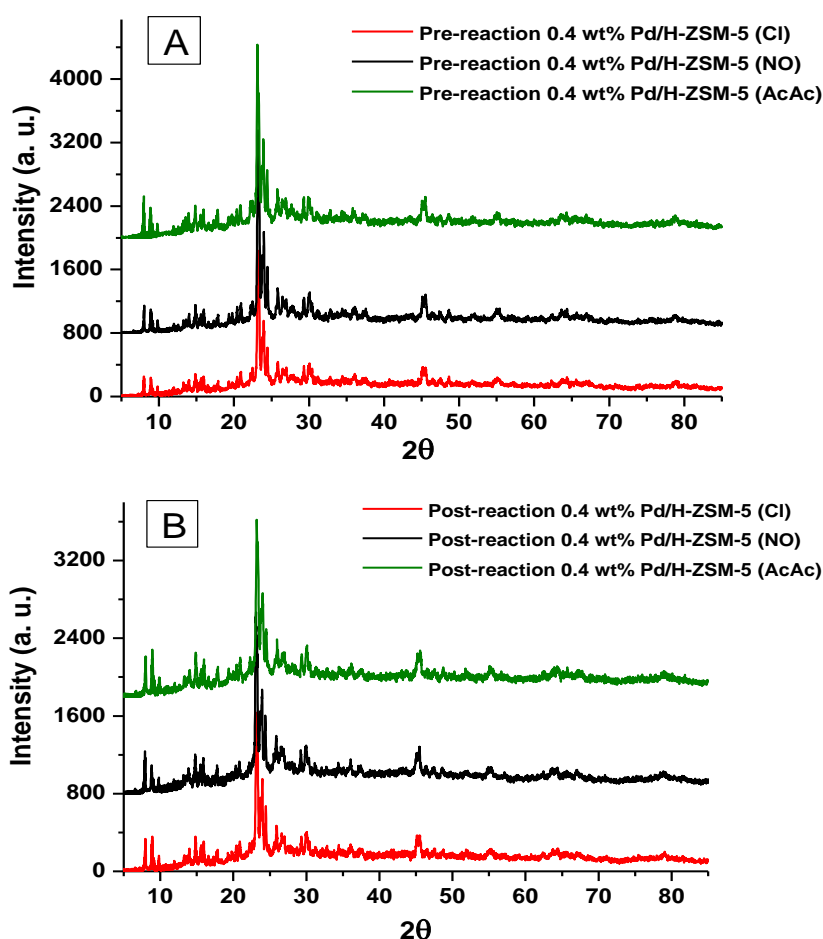 A
Pre-reaction 0.4 wt% Pd/H-ZSM-5 (Cl)
Pre-reaction 0.4 wt% Pd/H-ZSM-5 (NO)
Pre-reaction 0.4 wt% Pd/H-ZSM-5 (AcAc)
Intensity (a. u.)
4000
3200
2400
1600
800
0
10 20 30 40 50 60 70 80
2θ
B
Post-reaction 0.4 wt% Pd/H-ZSM-5 (Cl)
Post-reaction 0.4 wt% Pd/H-ZSM-5 (NO)
Post-reaction 0.4 wt% Pd/H-ZSM-5 (AcAc)
Intensity (a. u.)
3200
2400
1600
800
0
10 20 30 40 50 60 70 80
2θ